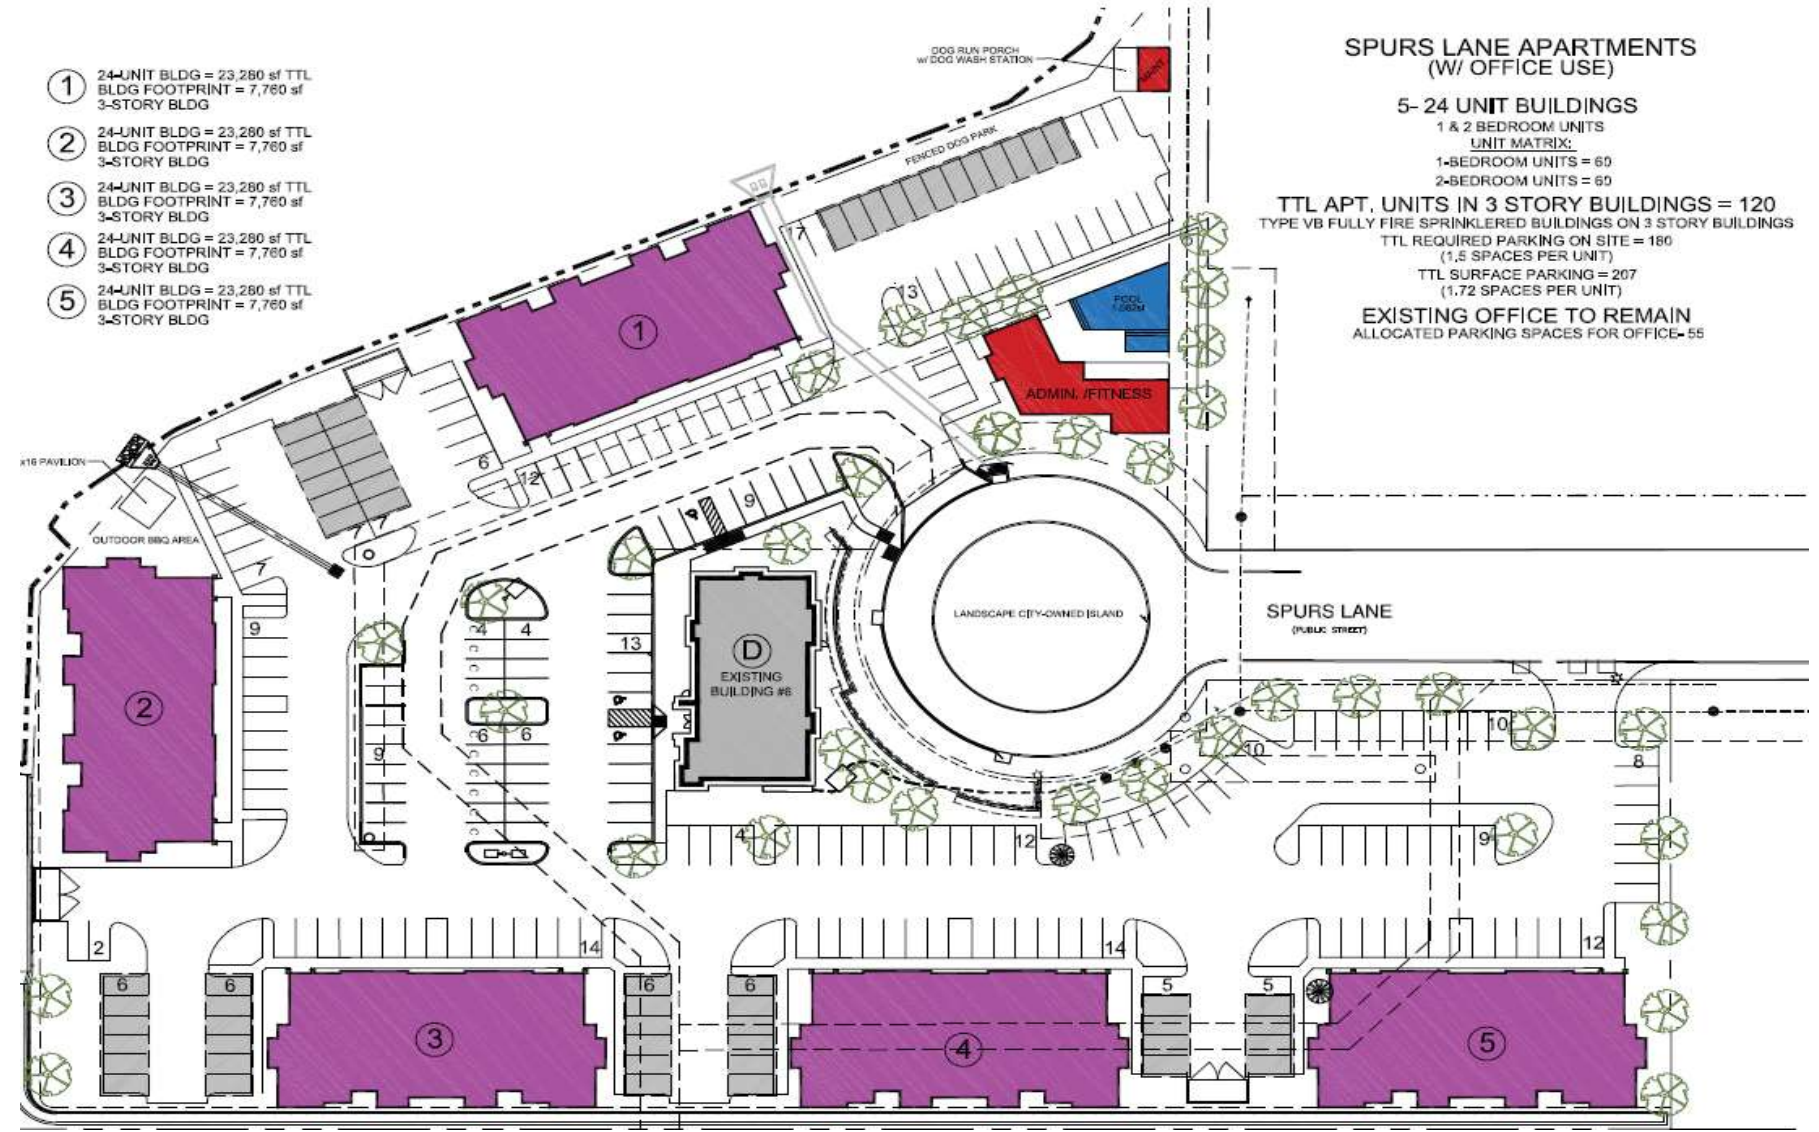 1
24-UNIT BLDG = 23,280 sf TTL
BLDG FOOTPRINT = 7,760 sf
3-STORY BLDG
2
24-UNIT BLDG = 23,280 sf TTL
BLDG FOOTPRINT = 7,760 sf
3-STORY BLDG
3
24-UNIT BLDG = 23,280 sf TTL
BLDG FOOTPRINT = 7,760 sf
3-STORY BLDG
4
24-UNIT BLDG = 23,280 sf TTL
BLDG FOOTPRINT = 7,760 sf
3-STORY BLDG
5
24-UNIT BLDG = 23,280 sf TTL
BLDG FOOTPRINT = 7,760 sf
3-STORY BLDG
DOG RUN PORCH
w/ DOG WASH STATION
MAINT.
SPURS LANE APARTMENTS
(W/ OFFICE USE)
5- 24 UNIT BUILDINGS
1 & 2 BEDROOM UNITS
UNIT MATRIX:
1-BEDROOM UNITS = 60
2-BEDROOM UNITS = 60
TTL APT. UNITS IN 3 STORY BUILDINGS = 120
TYPE VB FULLY FIRE SPRINKLERED BUILDINGS ON 3 STORY BUILDINGS
TTL REQUIRED PARKING ON SITE = 180
(1.5 SPACES PER UNIT)
TTL SURFACE PARKING = 207
(1.72 SPACES PER UNIT)
EXISTING OFFICE TO REMAIN
ALLOCATED PARKING SPACES FOR OFFICE- 55
FENCED DOG PARK
17
13
POOL
1
ADMIN. /FITNESS
6
12
x16 PAVILION
OUTDOOR BBQ AREA
7
7
9
9
4
4
13
D
EXISTING
BUILDING #6
LANDSCAPE CITY-OWNED ISLAND
SPURS LANE
(PUBLIC STREET)
2
9
6
6
10
10
8
4
12
9
2
14
14
12
6
6
6
6
5
5
3
4
5